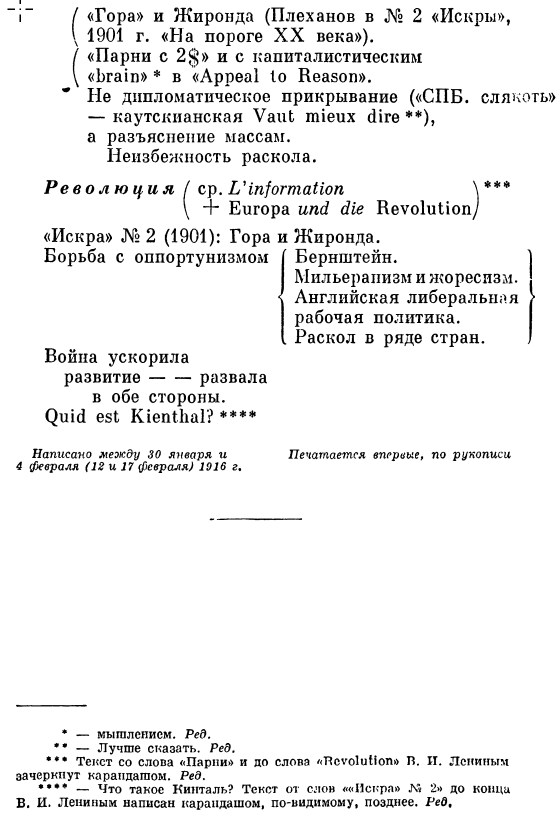 «Гора» и Жиронда (Плеханов в № 2 «Искры»,
1901 г. «На пороге XX века»).
«Парни с 2$» и с капиталистическим
«brain» * в «Appeal to Reason».
Не дипломатическое прикрывание («СПБ. слякоть»
— каутскианская Vaut mieux dire **),
а разъяснение массам.
Неизбежность раскола.
Революция ( ср. L'information ) ***
+ Europa und die Revolution
«Искра» № 2 (1901): Гора и Жиронда.
Борьба с оппортунизмом { Бернштейн. }
Мильеранизм и жоресизм.
Английская либеральная
рабочая политика.
Раскол в ряде стран.
Война ускорила
развитие — — развала
в обе стороны.
Quid est Kienthal? ****
Написано между 30 января и
4 февраля (12 и 17 февраля) 1916 г.
Печатается впервые, по рукописи
* — мышлением. Ред.
** — Лучше сказать. Ред.
*** Текст со слова «Парни» и до слова «Revolution» В. И. Лениным
зачеркнут карандашом. Ред.
**** — Что такое Кинталь? Текст от слов ««Искра» № 2» до конца
В. И. Лениным написан карандашом, по-видимому, позднее. Ред.